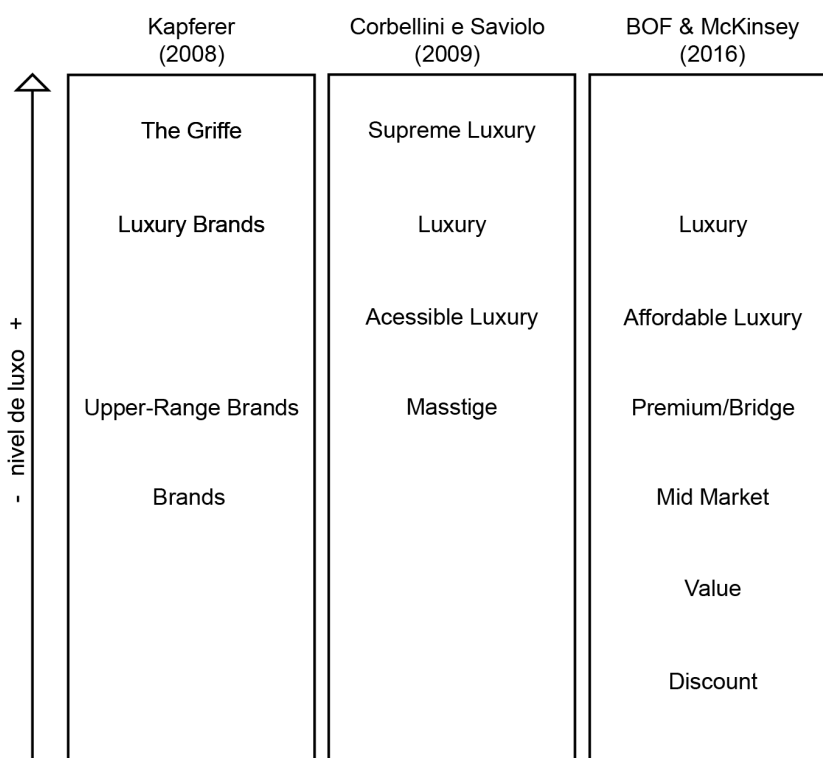 Kapferer
(2008)
Corbellini e Saviolo
(2009)
BOF & McKinsey
(2016)
- nivel de luxo +
The Griffe
Luxury Brands
Upper-Range Brands
Brands
Supreme Luxury
Luxury
Acessible Luxury
Masstige
Luxury
Affordable Luxury
Premium/Bridge
Mid Market
Value
Discount